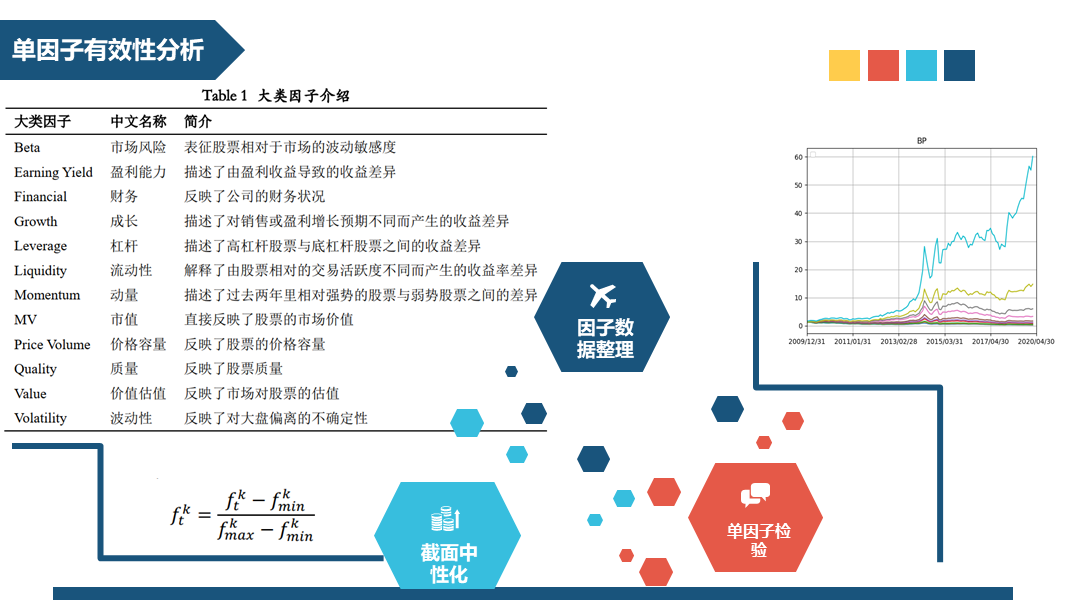 单因子有效性分析
Table 1 大类因子介绍
大类因子 中文名称 简介
Beta 市场风险 表征股票相对于市场的波动敏感度
Earning Yield 盈利能力 描述了由盈利收益导致的收益差异
Financial 财务 反映了公司的财务状况
Growth 成长 描述了对销售或盈利增长预期不同而产生的收益差异
Leverage 杠杆 描述了高杠杆股票与底杠杆股票之间的收益差异
Liquidity 流动性 解释了由股票相对的交易活跃度不同而产生的收益率差异
Momentum 动量 描述了过去两年里相对强势的股票与弱势股票之间的差异
MV 市值 直接反映了股票的市场价值
Price Volume 价格容量 反映了股票的价格容量
Quality 质量 反映了股票质量
Value 价值估值 反映了市场对股票的估值
Volatility 波动性 反映了对大盘偏离的不确定性
BP
60
50
40
30
20
10
0
2009/12/31 2011/01/31 2013/02/28 2015/03/31 2017/04/30 2020/04/30
因子数
据整理
f_t^k = (f_t^k − f_min^k) / (f_max^k − f_min^k)
截面中
性化
单因子检
验